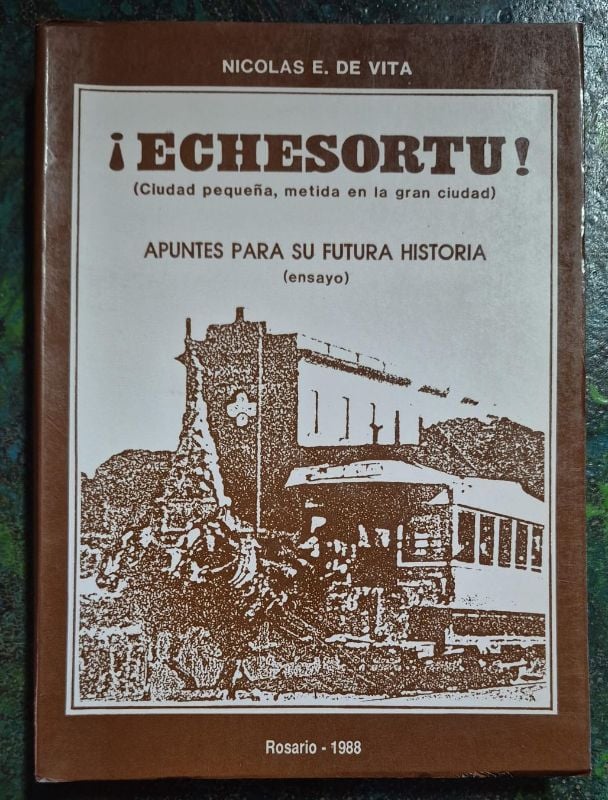 NICOLAS E. DE VITA
¡ECHESORTU!
(Ciudad pequeña, metida en la gran ciudad)
APUNTES PARA SU FUTURA HISTORIA
(ensayo)
Rosario - 1988